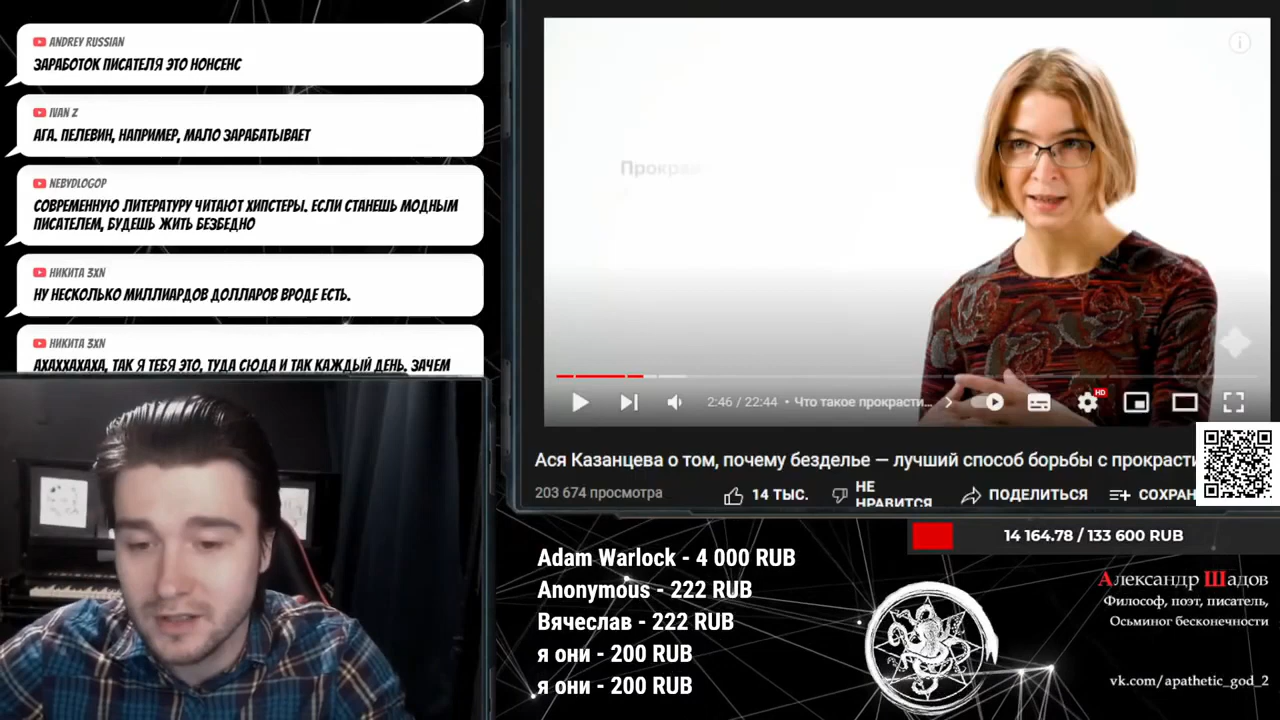 ANDREY RUSSIAN
ЗАРАБОТОК ПИСАТЕЛЯ ЭТО НОНСЕНС
IVAN Z
АГА. ПЕЛЕВИН, НАПРИМЕР, МАЛО ЗАРАБАТЫВАЕТ
NEBYDLOGOP
СОВРЕМЕННУЮ ЛИТЕРАТУРУ ЧИТАЮТ ХИПСТЕРЫ. ЕСЛИ СТАНЕШЬ МОДНЫМ
ПИСАТЕЛЕМ, БУДЕШЬ ЖИТЬ БЕЗБЕДНО
НИКИТА ЗХN
НУ НЕСКОЛЬКО МИЛЛИАРДОВ ДОЛЛАРОВ ВРОДЕ ЕСТЬ.
НИКИТА ЗХN
АХАХХАХАХА, ТАК Я ТЕБЯ ЭТО, ТУДА СЮДА И ТАК КАЖДЫЙ ДЕНЬ. ЗАЧЕМ
Прокра
2:46 / 22:44 • Что такое прокрасти...
HD
Ася Казанцева о том, почему безделье — лучший способ борьбы с прокрасти
203 674 просмотра
14 ТЫС.
НЕ
НРАВИТСЯ
ПОДЕЛИТЬСЯ
СОХРАН
14 164.78 / 133 600 RUB
Adam Warlock - 4 000 RUB
Anonymous - 222 RUB
Вячеслав - 222 RUB
я они - 200 RUB
я они - 200 RUB
Александр Шадов
Философ, поэт, писатель,
Осьминог бесконечности
vk.com/apathetic_god_2